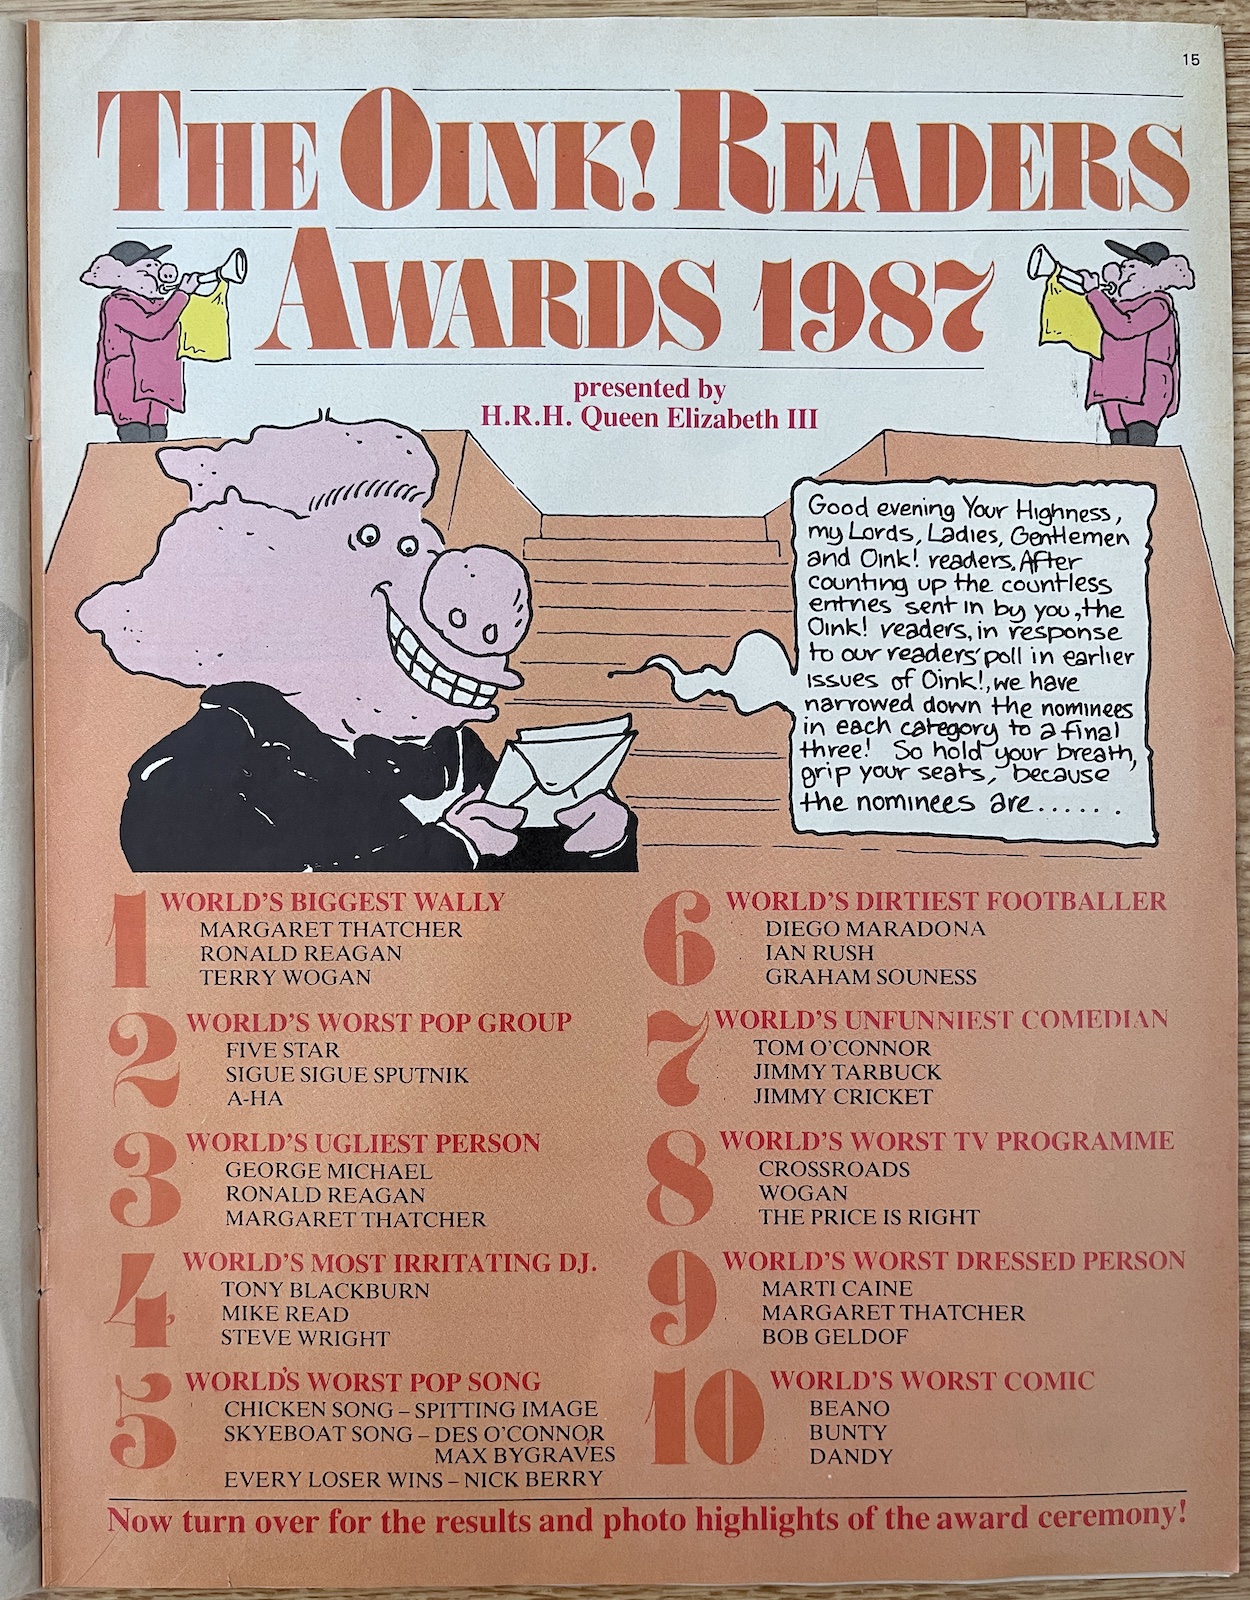 15
THE OINK! READERS
AWARDS 1987
presented by
H.R.H. Queen Elizabeth III
Good evening Your Highness,
my Lords, Ladies, Gentlemen
and Oink! readers. After
counting up the countless
entries sent in by you, the
Oink! readers, in response
to our readers' poll in earlier
issues of Oink!, we have
narrowed down the nominees
in each category to a final
three! So hold your breath,
grip your seats, because
the nominees are......
1 WORLD'S BIGGEST WALLY
MARGARET THATCHER
RONALD REAGAN
TERRY WOGAN
2 WORLD'S WORST POP GROUP
FIVE STAR
SIGUE SIGUE SPUTNIK
A-HA
3 WORLD'S UGLIEST PERSON
GEORGE MICHAEL
RONALD REAGAN
MARGARET THATCHER
4 WORLD'S MOST IRRITATING D.J.
TONY BLACKBURN
MIKE READ
STEVE WRIGHT
5 WORLD'S WORST POP SONG
CHICKEN SONG – SPITTING IMAGE
SKYEBOAT SONG – DES O'CONNOR
MAX BYGRAVES
EVERY LOSER WINS – NICK BERRY
6 WORLD'S DIRTIEST FOOTBALLER
DIEGO MARADONA
IAN RUSH
GRAHAM SOUNESS
7 WORLD'S UNFUNNIEST COMEDIAN
TOM O'CONNOR
JIMMY TARBUCK
JIMMY CRICKET
8 WORLD'S WORST TV PROGRAMME
CROSSROADS
WOGAN
THE PRICE IS RIGHT
9 WORLD'S WORST DRESSED PERSON
MARTI CAINE
MARGARET THATCHER
BOB GELDOF
10 WORLD'S WORST COMIC
BEANO
BUNTY
DANDY
Now turn over for the results and photo highlights of the award ceremony!